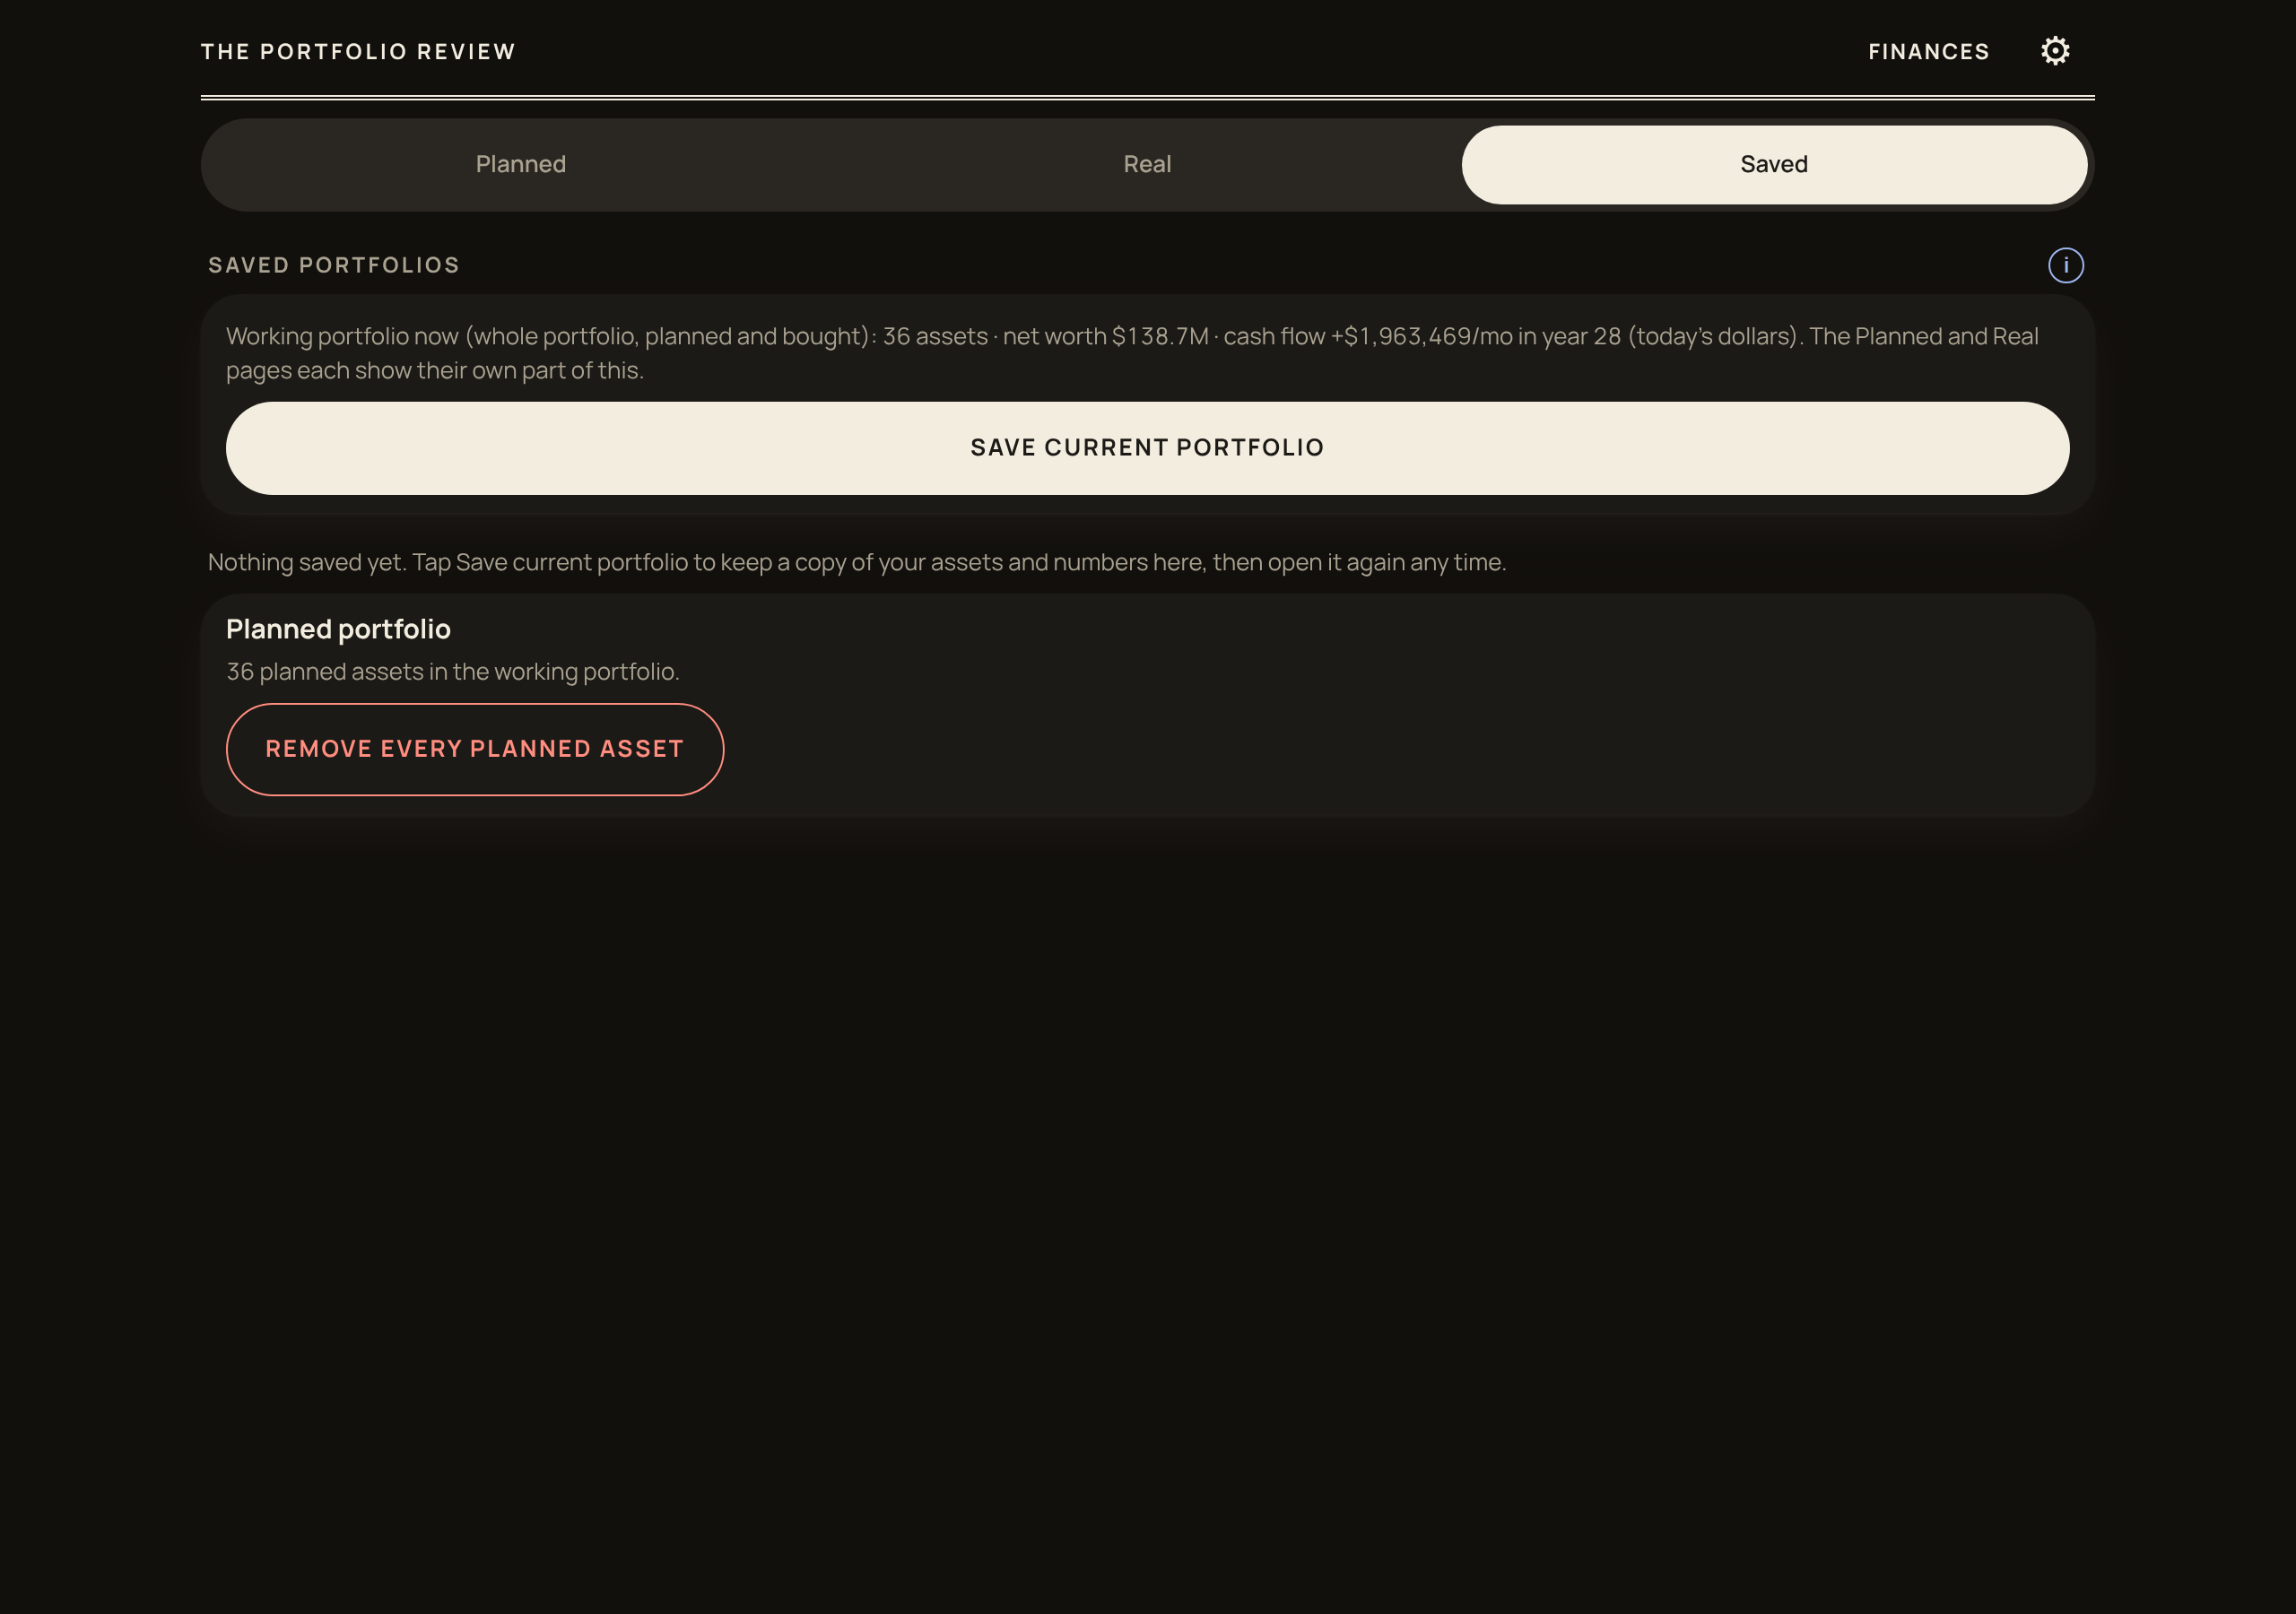 THE PORTFOLIO REVIEW
FINANCES
Planned
Real
Saved
SAVED PORTFOLIOS
i
Working portfolio now (whole portfolio, planned and bought): 36 assets · net worth $138.7M · cash flow +$1,963,469/mo in year 28 (today's dollars). The Planned and Real
pages each show their own part of this.
SAVE CURRENT PORTFOLIO
Nothing saved yet. Tap Save current portfolio to keep a copy of your assets and numbers here, then open it again any time.
Planned portfolio
36 planned assets in the working portfolio.
REMOVE EVERY PLANNED ASSET